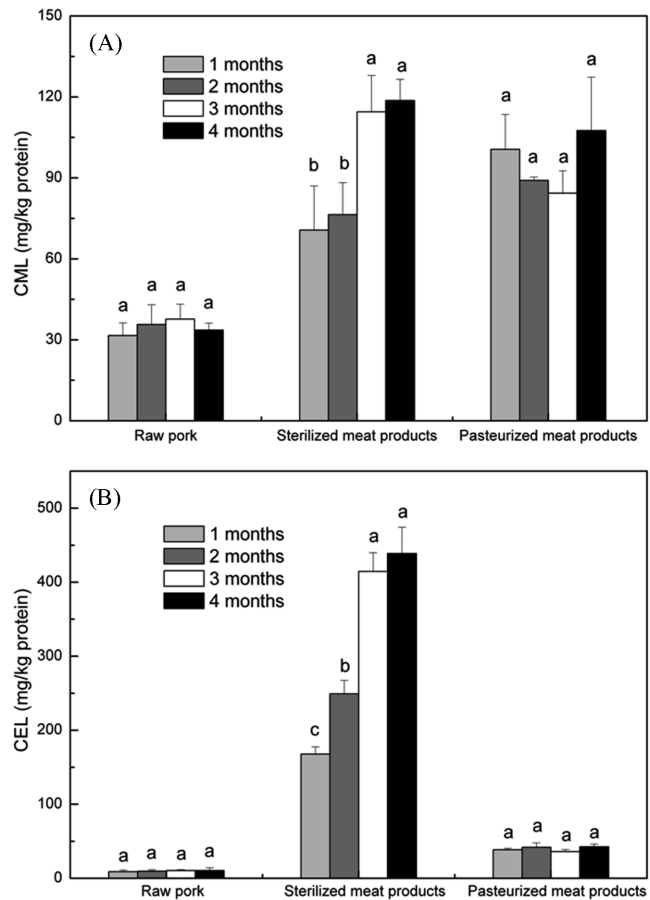 (A)
1 months
2 months
3 months
4 months
CML (mg/kg protein)
150
120
90
60
30
0
a a a a
b b a a
a a a a
Raw pork Sterilized meat products Pasteurized meat products
(B)
1 months
2 months
3 months
4 months
CEL (mg/kg protein)
500
400
300
200
100
0
a a a a
c b a a
a a a a
Raw pork Sterilized meat products Pasteurized meat products